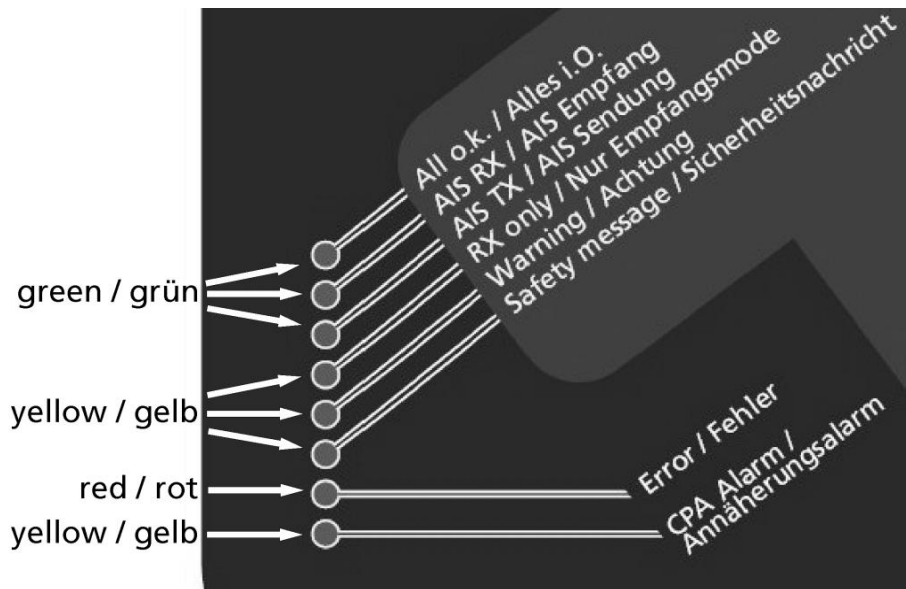 All o.k. / Alles i.O.
AIS RX / AIS Empfang
AIS TX / AIS Sendung
RX only / Nur Empfangsmode
Warning / Achtung
Safety message / Sicherheitsnachricht
green / grün
yellow / gelb
red / rot
yellow / gelb
Error / Fehler
CPA Alarm /
Annäherungsalarm